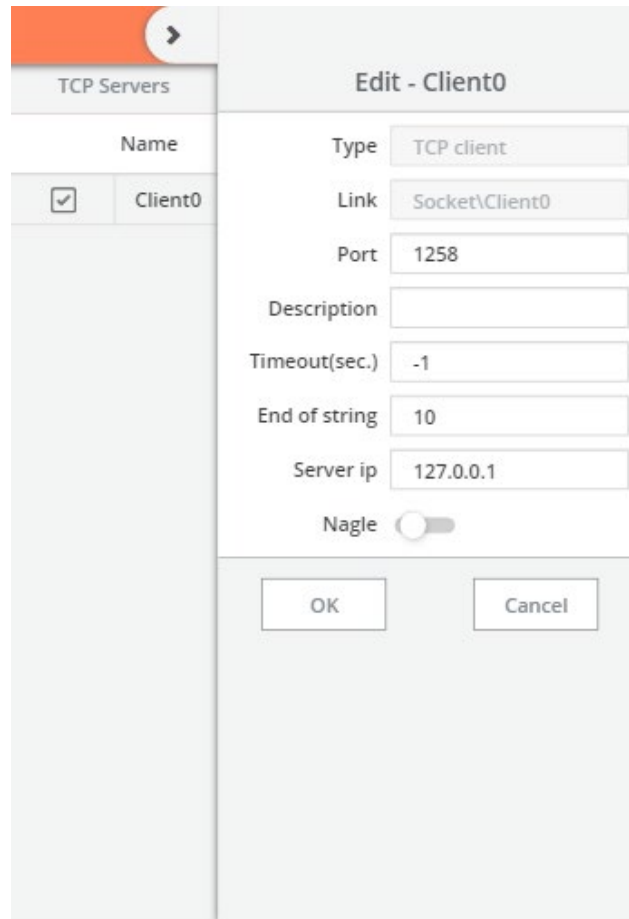 TCP Servers
Name
Client0
Edit - Client0
Type TCP client
Link Socket\Client0
Port 1258
Description
Timeout(sec.) -1
End of string 10
Server ip 127.0.0.1
Nagle
OK Cancel